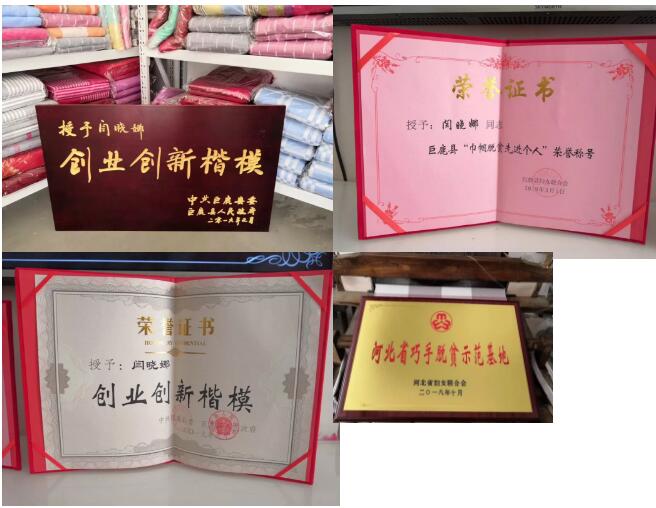 授予闫晓娜
创业创新楷模
中共巨鹿县委
巨鹿县人民政府
SKYWORTH
荣誉证书
授予：闫晓娜 同志
巨鹿县“巾帼脱贫先进个人”荣誉称号
荣誉证书
授予：闫晓娜
创业创新楷模
河北省巧手脱贫示范基地
河北省妇女联合会
二〇一八年十月